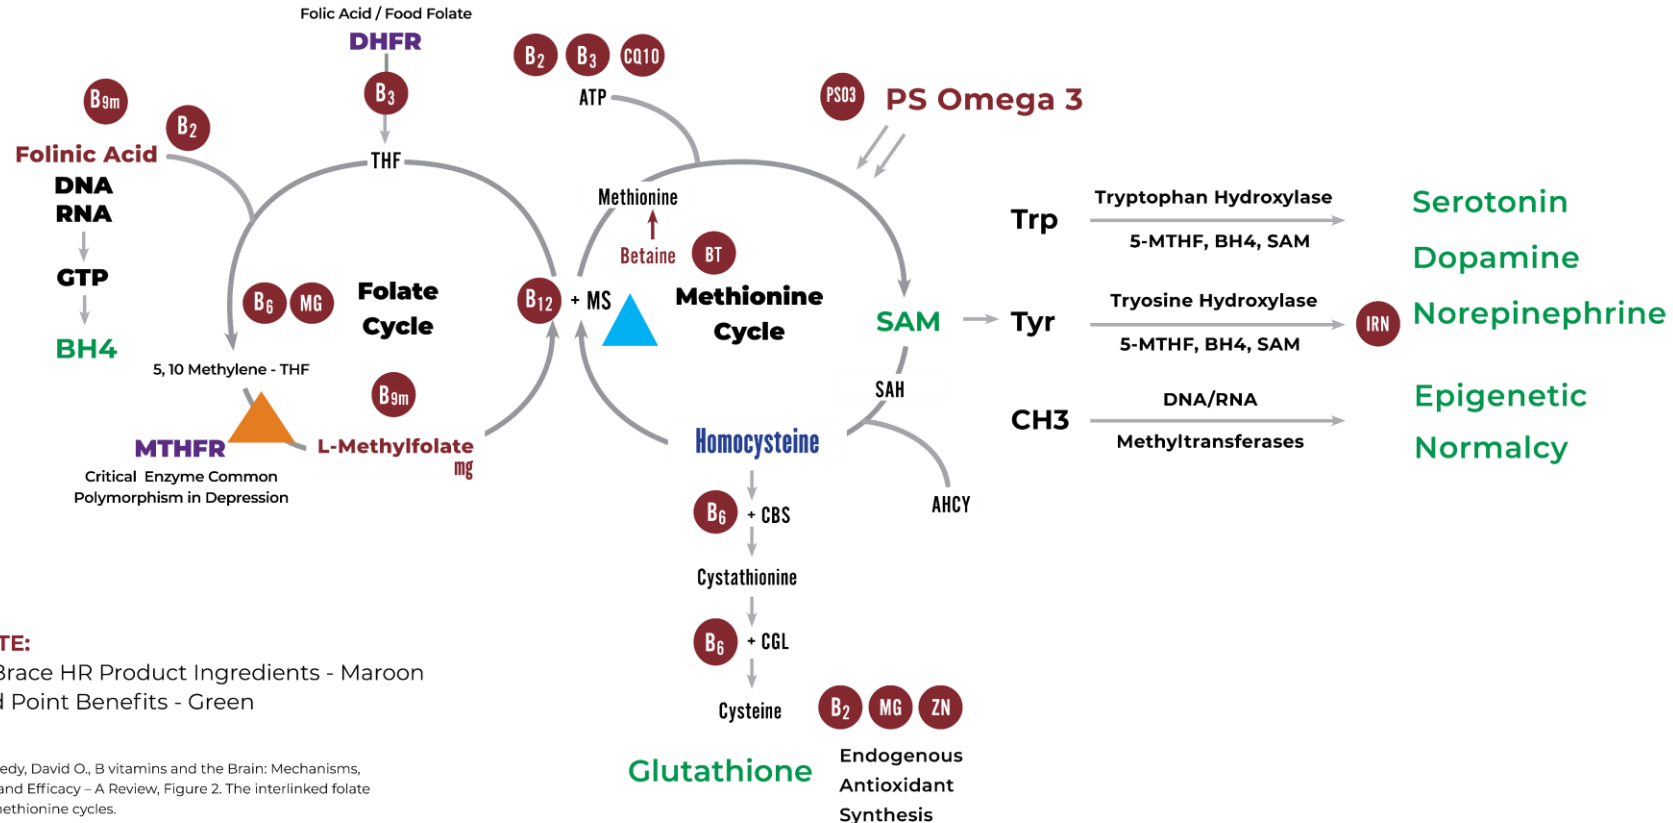 Folic Acid / Food Folate
DHFR
B3
THF
B9m
B2
Folinic Acid
DNA
RNA
GTP
BH4
B6 MG
Folate
Cycle
5, 10 Methylene - THF
B9m
MTHFR
L-Methylfolate
mg
Critical Enzyme Common
Polymorphism in Depression
B2 B3 CQ10
ATP
PSO3 PS Omega 3
Methionine
Betaine BT
B12 + MS
Methionine
Cycle
SAM
SAH
Homocysteine
AHCY
B6 + CBS
Cystathionine
B6 + CGL
Cysteine
B2 MG ZN
Glutathione
Endogenous
Antioxidant
Synthesis
Trp
Tryptophan Hydroxylase
5-MTHF, BH4, SAM
Tyr
Tryosine Hydroxylase
5-MTHF, BH4, SAM
IRN
CH3
DNA/RNA
Methyltransferases
Serotonin
Dopamine
Norepinephrine
Epigenetic
Normalcy
TE:
Brace HR Product Ingredients - Maroon
d Point Benefits - Green
edy, David O., B vitamins and the Brain: Mechanisms,
and Efficacy – A Review, Figure 2. The interlinked folate
nethionine cycles.